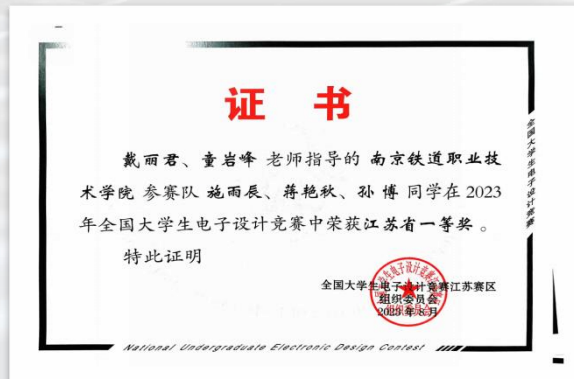 证 书
戴丽君、童岩峰 老师指导的 南京铁道职业技
术学院 参赛队 施雨辰、蒋艳秋、孙 博 同学在 2023
年全国大学生电子设计竞赛中荣获江苏省一等奖。
特此证明
全国大学生电子设计竞赛
全国大学生电子设计竞赛江苏赛区
组织委员会
2023 年 8 月
National Undergraduate Electronic Design Contest